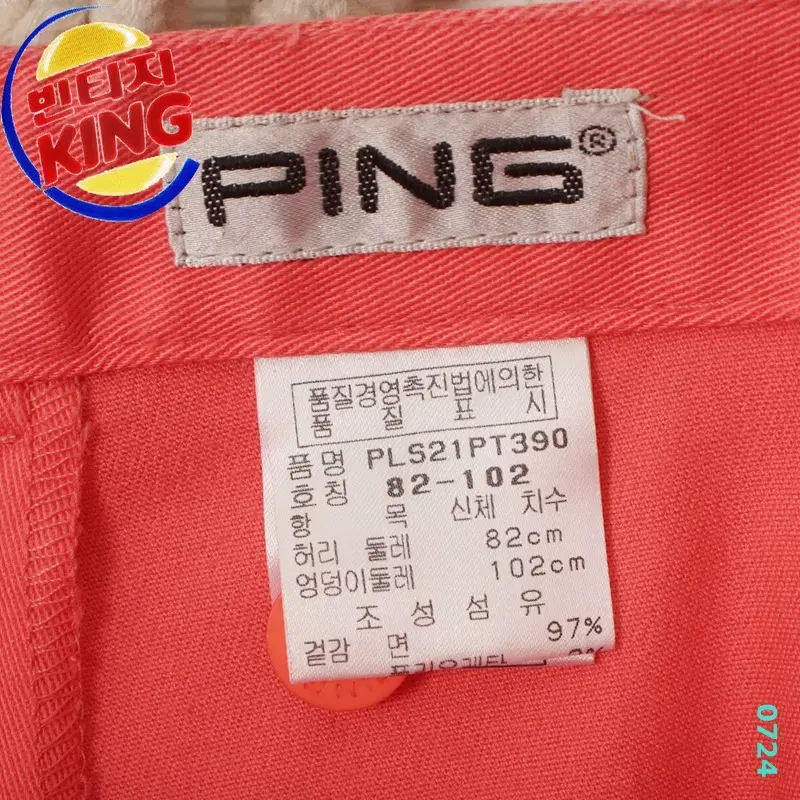 빈티지
KING
PING®
품질경영촉진법에의한
품 질 표 시
품 명 PLS21PT390
호칭 82-102
항 목 신체 치수
허리 둘레 82cm
엉덩이둘레 102cm
조 성 섬 유
겉감 면 97%
0724